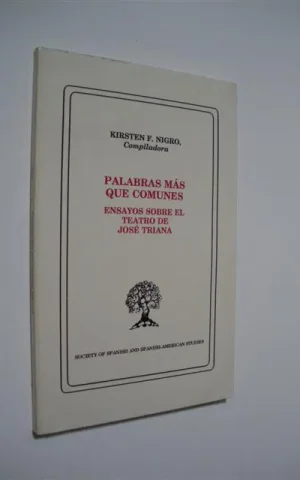 KIRSTEN F. NIGRO,
Compiladora
PALABRAS MÁS
QUE COMUNES
ENSAYOS SOBRE EL
TEATRO DE
JOSÉ TRIANA
SOCIETY OF SPANISH AND SPANISH-AMERICAN STUDIES